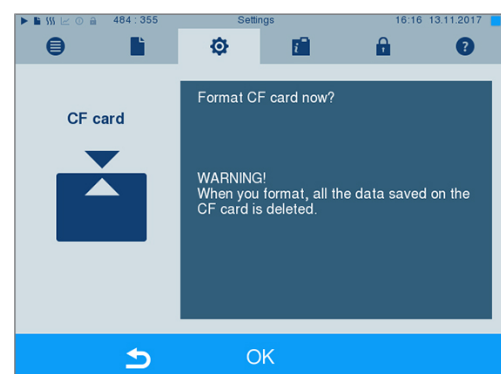 484 : 355 Settings 16:16 13.11.2017
CF card
Format CF card now?
WARNING!
When you format, all the data saved on the
CF card is deleted.
OK